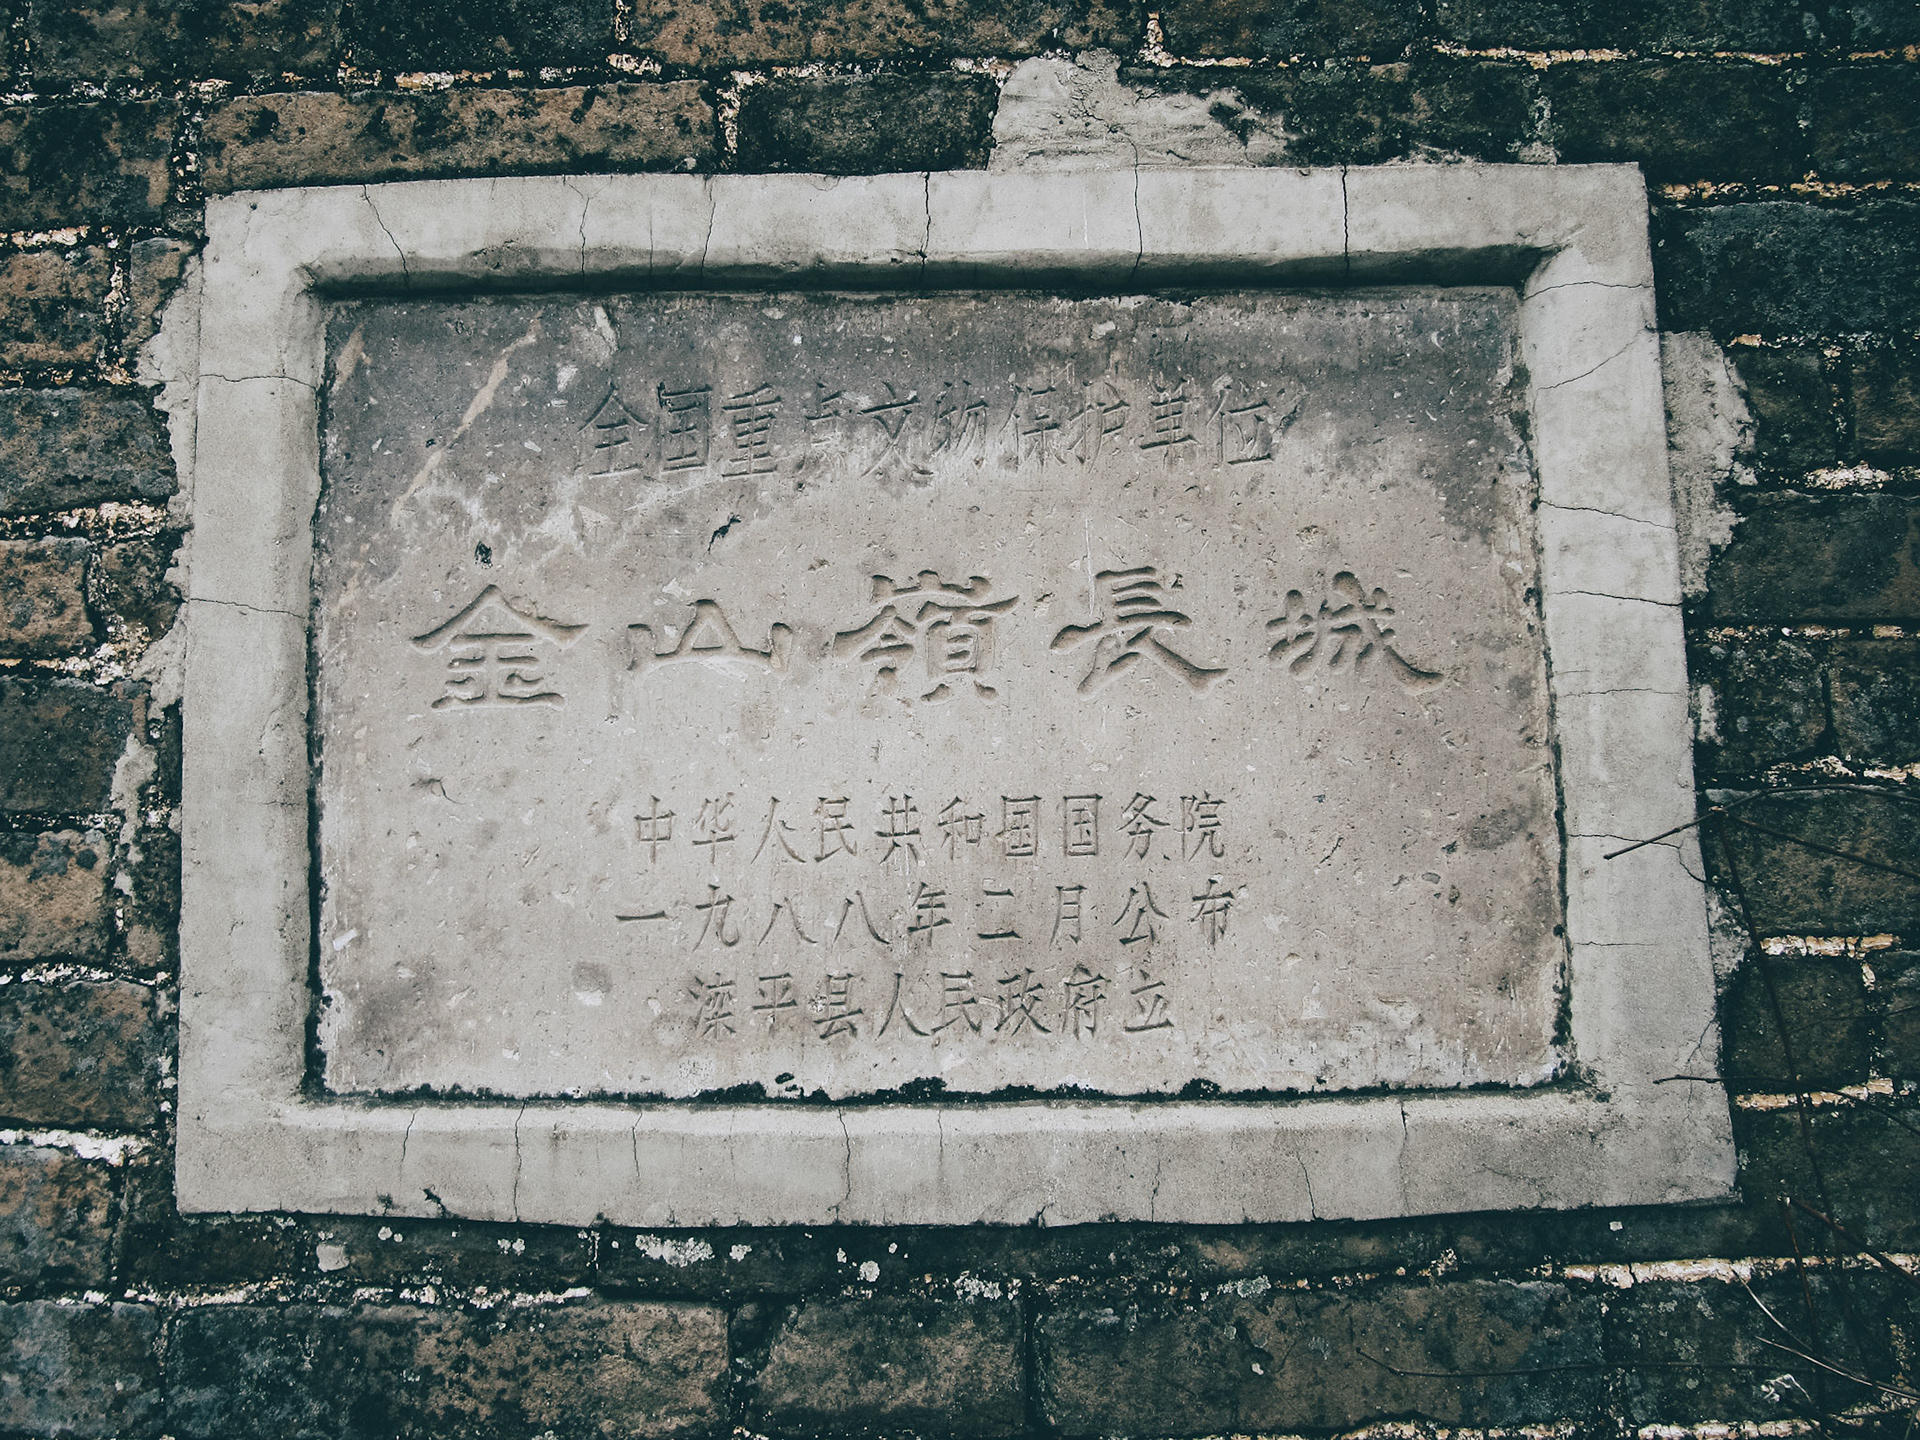 全国重点文物保护单位
金山嶺長城
中华人民共和国国务院
一九八八年二月公布
滦平县人民政府立